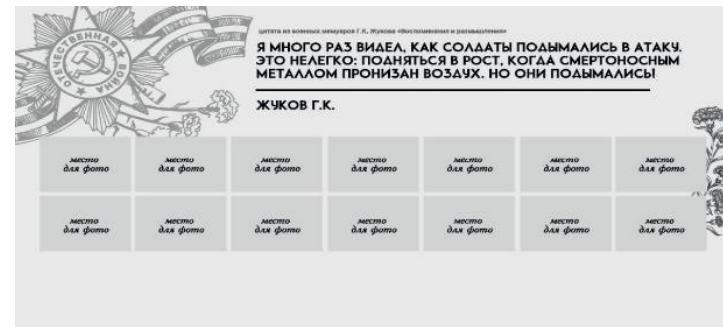 ОТЕЧЕСТВЕННАЯ ВОЙНА
цитата из военных мемуаров Г.К. Жукова «Воспоминания и размышления»
Я МНОГО РАЗ ВИДЕЛ, КАК СОЛДАТЫ ПОДЫМАЛИСЬ В АТАКУ.
ЭТО НЕЛЕГКО: ПОДНЯТЬСЯ В РОСТ, КОГДА СМЕРТОНОСНЫМ
МЕТАЛЛОМ ПРОНИЗАН ВОЗДУХ. НО ОНИ ПОДЫМАЛИСЬ!
ЖУКОВ Г.К.
место место место место место место место
для фото для фото для фото для фото для фото для фото для фото
место место место место место место место
для фото для фото для фото для фото для фото для фото для фото